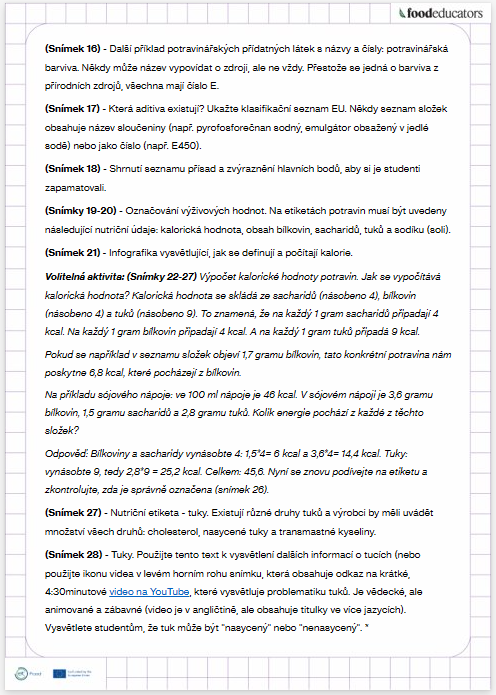 foodeducators
(Snímek 16) - Další příklad potravinářských přídatných látek s názvy a čísly: potravinářská
barviva. Někdy může název vypovídat o zdroji, ale ne vždy. Přestože se jedná o barviva z
přírodních zdrojů, všechna mají číslo E.
(Snímek 17) - Která aditiva existují? Ukažte klasifikační seznam EU. Někdy seznam složek
obsahuje název sloučeniny (např. pyrofosforečnan sodný, emulgátor obsažený v jedlé
sodě) nebo jako číslo (např. E450).
(Snímek 18) - Shrnutí seznamu přísad a zvýraznění hlavních bodů, aby si je studenti
zapamatovali.
(Snímky 19-20) - Označování výživových hodnot. Na etiketách potravin musí být uvedeny
následující nutriční údaje: kalorická hodnota, obsah bílkovin, sacharidů, tuků a sodíku (soli).
(Snímek 21) - Infografika vysvětlující, jak se definují a počítají kalorie.
Volitelná aktivita: (Snímky 22-27) Výpočet kalorické hodnoty potravin. Jak se vypočítává
kalorická hodnota? Kalorická hodnota se skládá ze sacharidů (násobeno 4), bílkovin
(násobeno 4) a tuků (násobeno 9). To znamená, že na každý 1 gram sacharidů připadají 4
kcal. Na každý 1 gram bílkovin připadají 4 kcal. A na každý 1 gram tuků připadá 9 kcal.
Pokud se například v seznamu složek objeví 1,7 gramu bílkovin, tato konkrétní potravina nám
poskytne 6,8 kcal, které pocházejí z bílkovin.
Na příkladu sójového nápoje: ve 100 ml nápoje je 46 kcal. V sójovém nápoji je 3,6 gramu
bílkovin, 1,5 gramu sacharidů a 2,8 gramu tuků. Kolik energie pochází z každé z těchto
složek?
Odpověď: Bílkoviny a sacharidy vynásobte 4: 1,5*4= 6 kcal a 3,6*4= 14,4 kcal. Tuky:
vynásobte 9, tedy 2,8*9 = 25,2 kcal. Celkem: 45,6. Nyní se znovu podívejte na etiketu a
zkontrolujte, zda je správně označena (snímek 26).
(Snímek 27) - Nutriční etiketa - tuky. Existují různé druhy tuků a výrobci by měli uvádět
množství všech druhů: cholesterol, nasycené tuky a transmastné kyseliny.
(Snímek 28) - Tuky. Použijte tento text k vysvětlení dalších informací o tucích (nebo
použijte ikonu videa v levém horním rohu snímku, která obsahuje odkaz na krátké,
4:30minutové video na YouTube, které vysvětluje problematiku tuků. Je vědecké, ale
animované a zábavné (video je v angličtině, ale obsahuje titulky ve více jazycích).
Vysvětlete studentům, že tuk může být "nasycený" nebo "nenasycený". *
eit Food